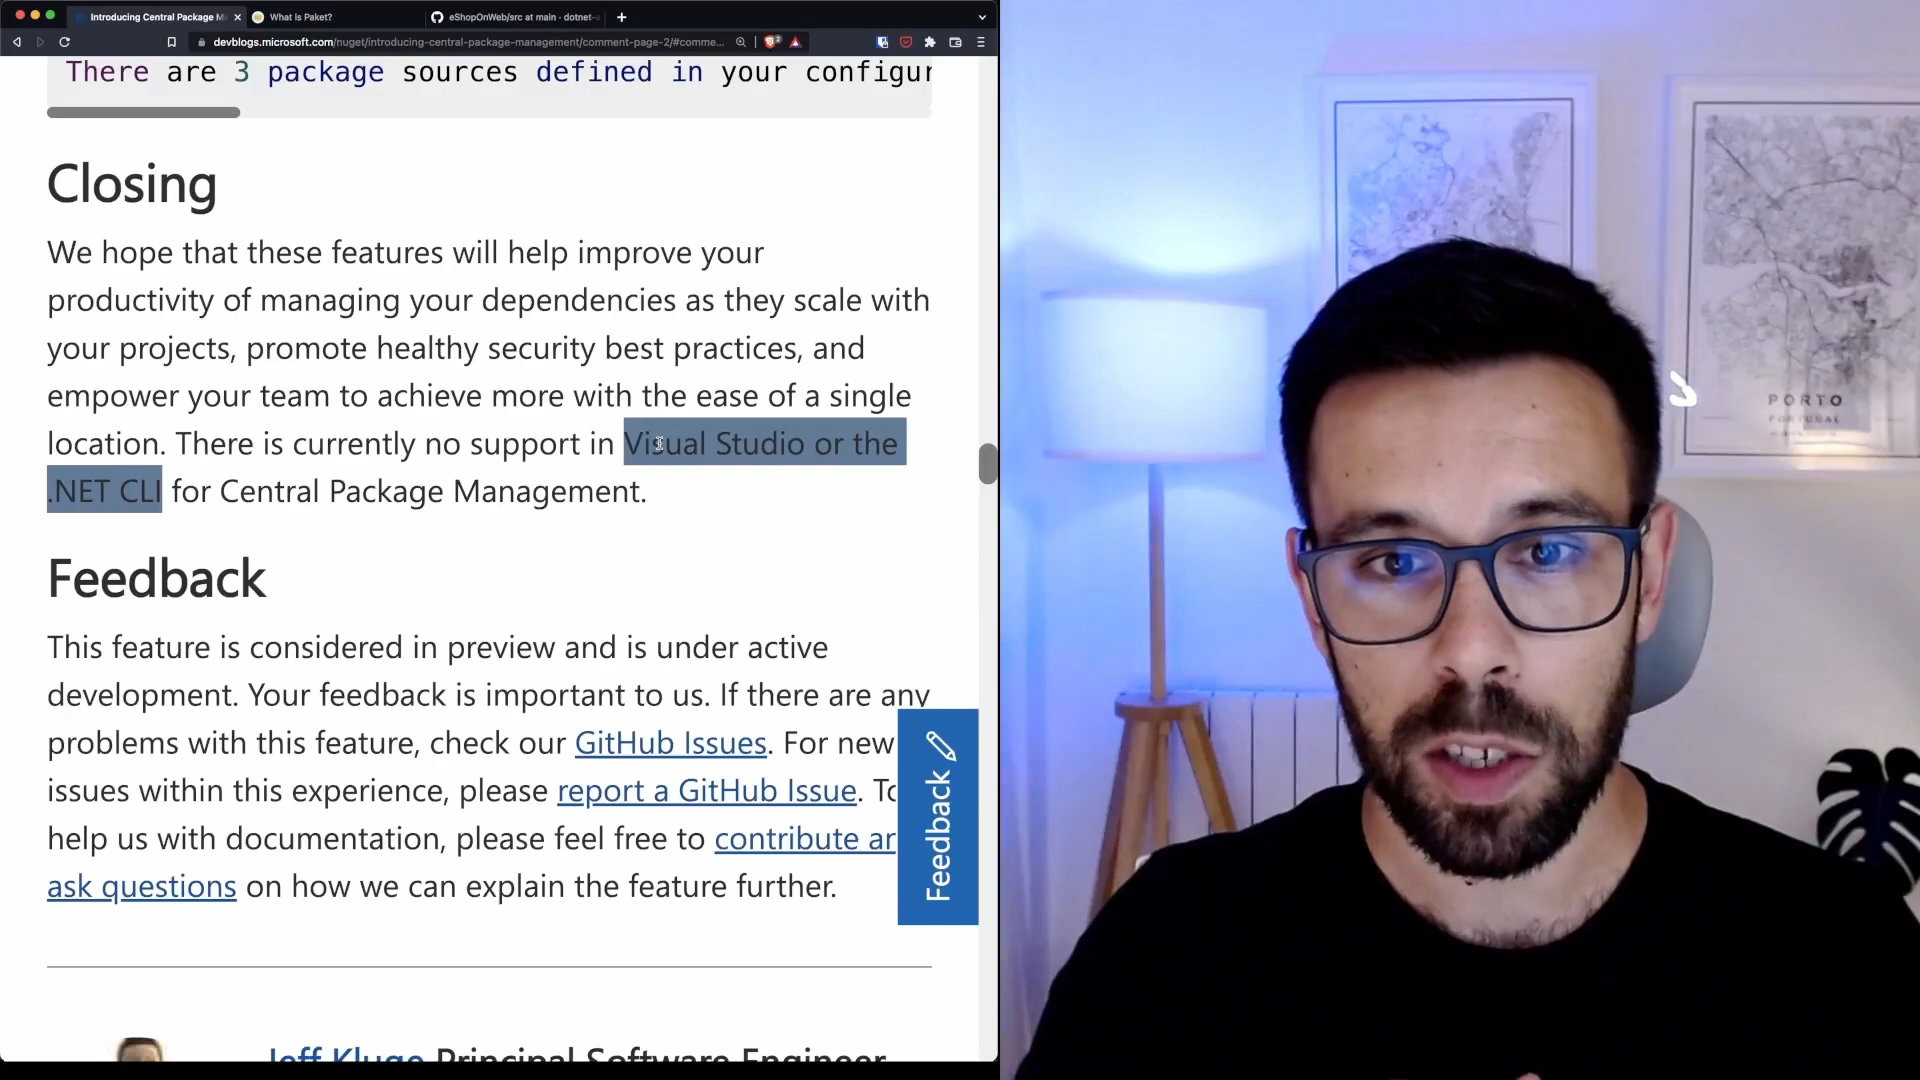 Introducing Central Package M
What is Paket?
eShopOnWeb/src at main · dotnet-
devblogs.microsoft.com/nuget/introducing-central-package-management/comment-page-2/#comme...
2
There are 3 package sources defined in your configur
Closing
We hope that these features will help improve your
productivity of managing your dependencies as they scale with
your projects, promote healthy security best practices, and
empower your team to achieve more with the ease of a single
location. There is currently no support in Visual Studio or the
.NET CLI for Central Package Management.
Feedback
This feature is considered in preview and is under active
development. Your feedback is important to us. If there are any
problems with this feature, check our GitHub Issues. For new
issues within this experience, please report a GitHub Issue. To
help us with documentation, please feel free to contribute an
ask questions on how we can explain the feature further.
Feedback
Jeff Kluge Principal Software Engineer
PORTO
PORTUGAL